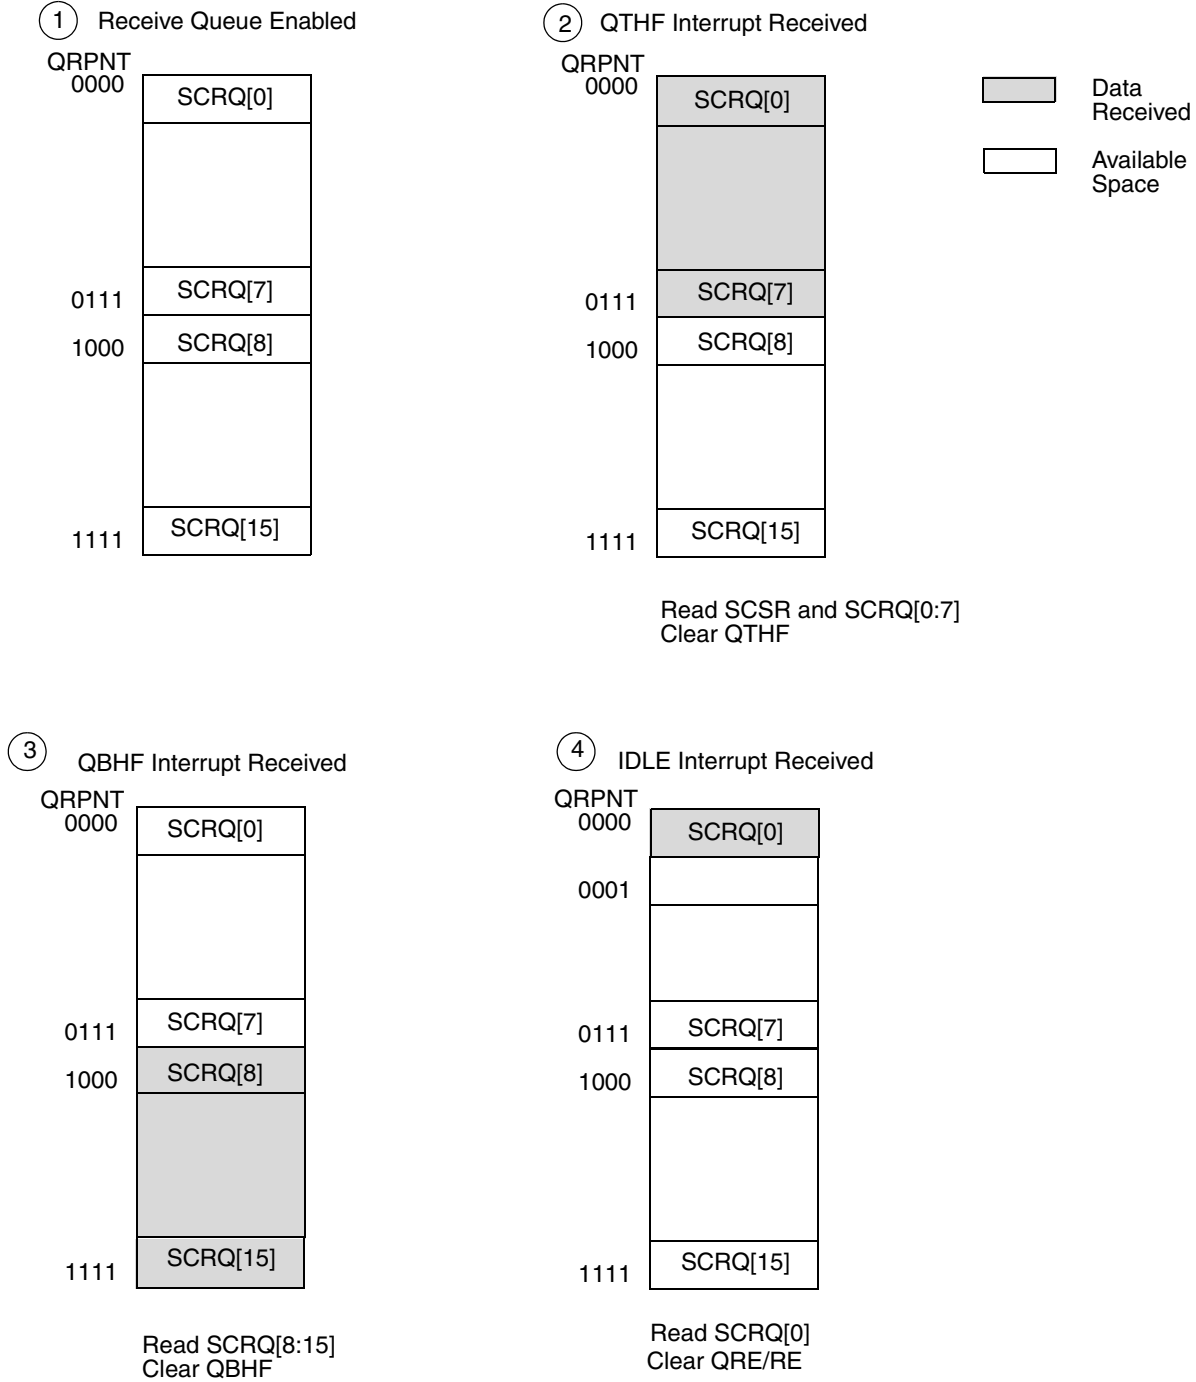 1 Receive Queue Enabled
QRPNT
0000 SCRQ[0]
0111 SCRQ[7]
1000 SCRQ[8]
1111 SCRQ[15]
2 QTHF Interrupt Received
QRPNT
0000 SCRQ[0]
0111 SCRQ[7]
1000 SCRQ[8]
1111 SCRQ[15]
Read SCSR and SCRQ[0:7]
Clear QTHF
Data
Received
Available
Space
3 QBHF Interrupt Received
QRPNT
0000 SCRQ[0]
0111 SCRQ[7]
1000 SCRQ[8]
1111 SCRQ[15]
Read SCRQ[8:15]
Clear QBHF
4 IDLE Interrupt Received
QRPNT
0000 SCRQ[0]
0001
0111 SCRQ[7]
1000 SCRQ[8]
1111 SCRQ[15]
Read SCRQ[0]
Clear QRE/RE